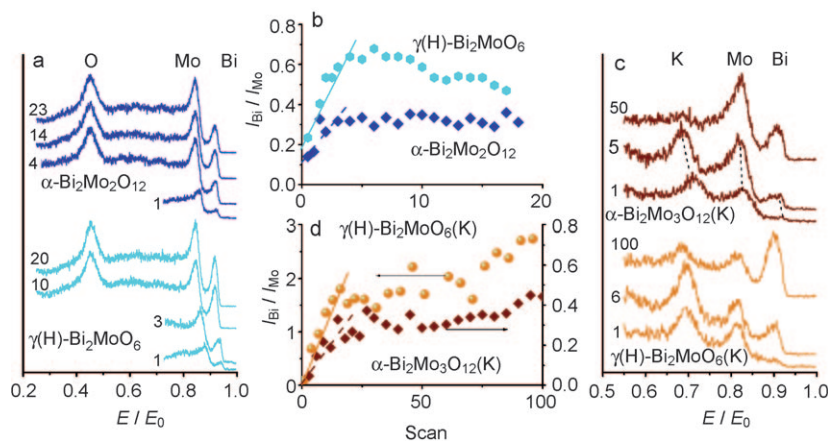 a
O
Mo
Bi
23
14
4
α-Bi₂Mo₂O₁₂
1
20
10
3
γ(H)-Bi₂MoO₆
1
0.2 0.4 0.6 0.8 1.0
E / E₀
b
γ(H)-Bi₂MoO₆
α-Bi₂Mo₂O₁₂
I_Bi / I_Mo
0.8
0.6
0.4
0.2
0.0
0 10 20
d
γ(H)-Bi₂MoO₆(K)
α-Bi₂Mo₃O₁₂(K)
I_Bi / I_Mo
3
2
1
0
0.8
0.6
0.4
0.2
0.0
0 50 100
Scan
c
K
Mo
Bi
50
5
1
α-Bi₂Mo₃O₁₂(K)
100
6
1
γ(H)-Bi₂MoO₆(K)
0.5 0.6 0.7 0.8 0.9 1.0
E / E₀